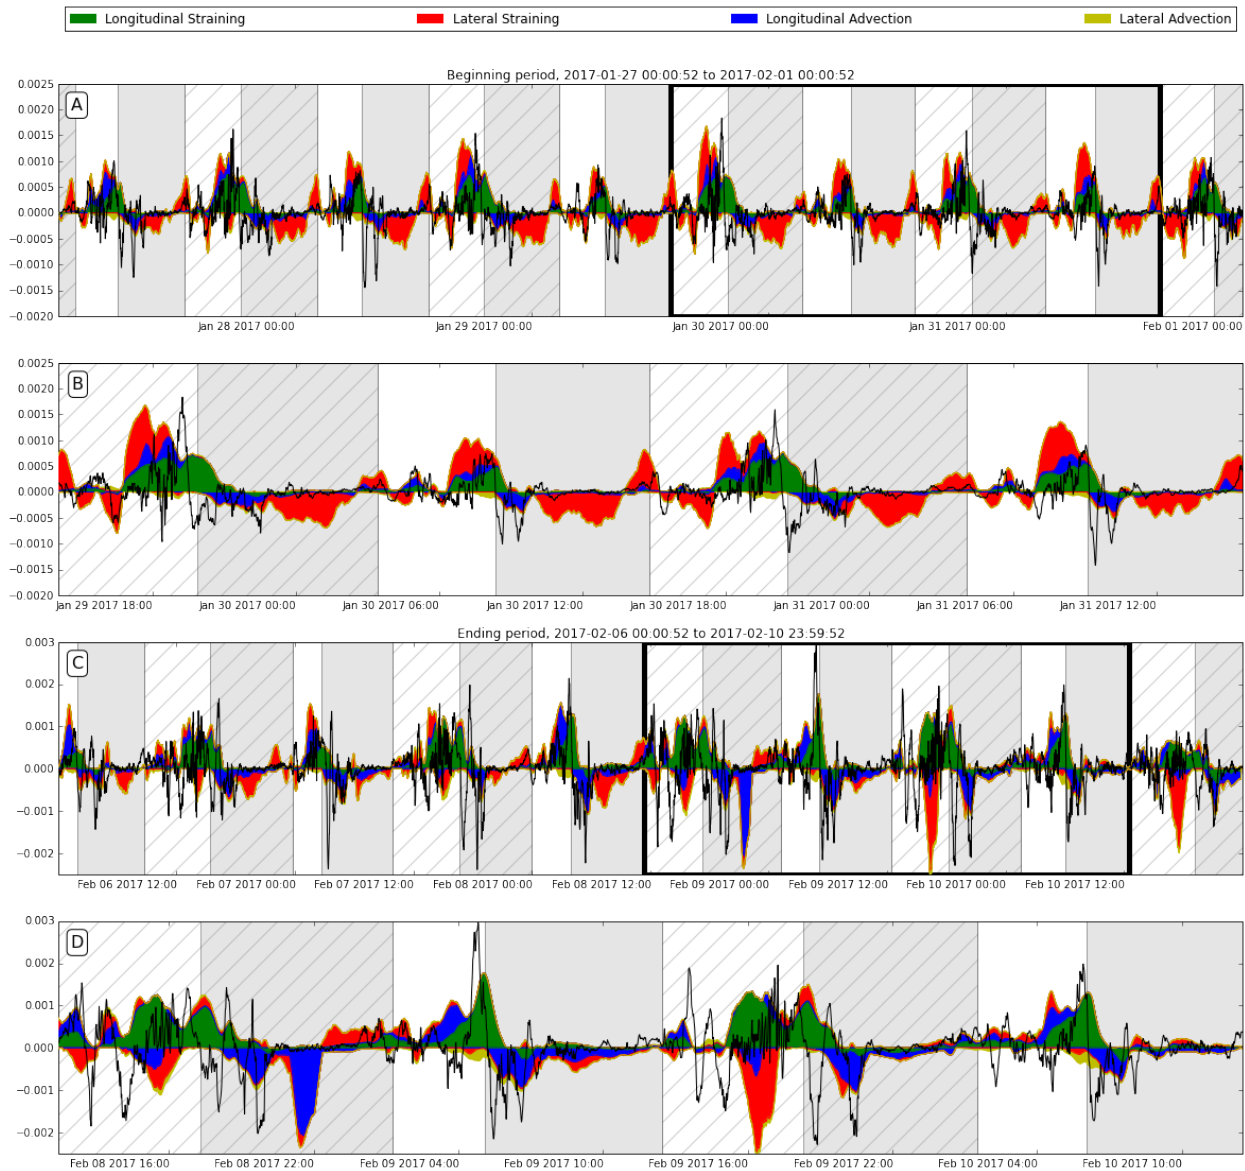 Longitudinal Straining Lateral Straining Longitudinal Advection Lateral Advection
Beginning period, 2017-01-27 00:00:52 to 2017-02-01 00:00:52
A
0.0025
0.0020
0.0015
0.0010
0.0005
0.0000
−0.0005
−0.0010
−0.0015
−0.0020
Jan 28 2017 00:00 Jan 29 2017 00:00 Jan 30 2017 00:00 Jan 31 2017 00:00 Feb 01 2017 00:00
B
0.0025
0.0020
0.0015
0.0010
0.0005
0.0000
−0.0005
−0.0010
−0.0015
−0.0020
Jan 29 2017 18:00 Jan 30 2017 00:00 Jan 30 2017 06:00 Jan 30 2017 12:00 Jan 30 2017 18:00 Jan 31 2017 00:00 Jan 31 2017 06:00 Jan 31 2017 12:00
Ending period, 2017-02-06 00:00:52 to 2017-02-10 23:59:52
C
0.003
0.002
0.001
0.000
−0.001
−0.002
Feb 06 2017 12:00 Feb 07 2017 00:00 Feb 07 2017 12:00 Feb 08 2017 00:00 Feb 08 2017 12:00 Feb 09 2017 00:00 Feb 09 2017 12:00 Feb 10 2017 00:00 Feb 10 2017 12:00
D
0.003
0.002
0.001
0.000
−0.001
−0.002
Feb 08 2017 16:00 Feb 08 2017 22:00 Feb 09 2017 04:00 Feb 09 2017 10:00 Feb 09 2017 16:00 Feb 09 2017 22:00 Feb 10 2017 04:00 Feb 10 2017 10:00